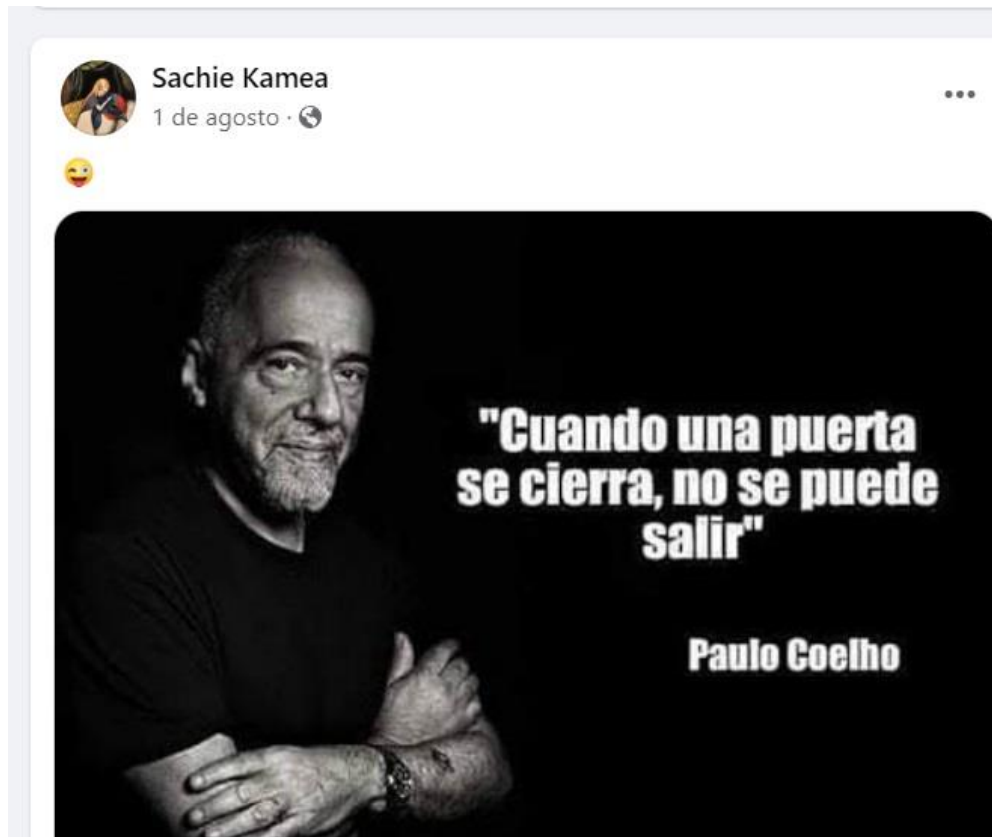 Sachie Kamea
1 de agosto ·
"Cuando una puerta
se cierra, no se puede
salir"
Paulo Coelho